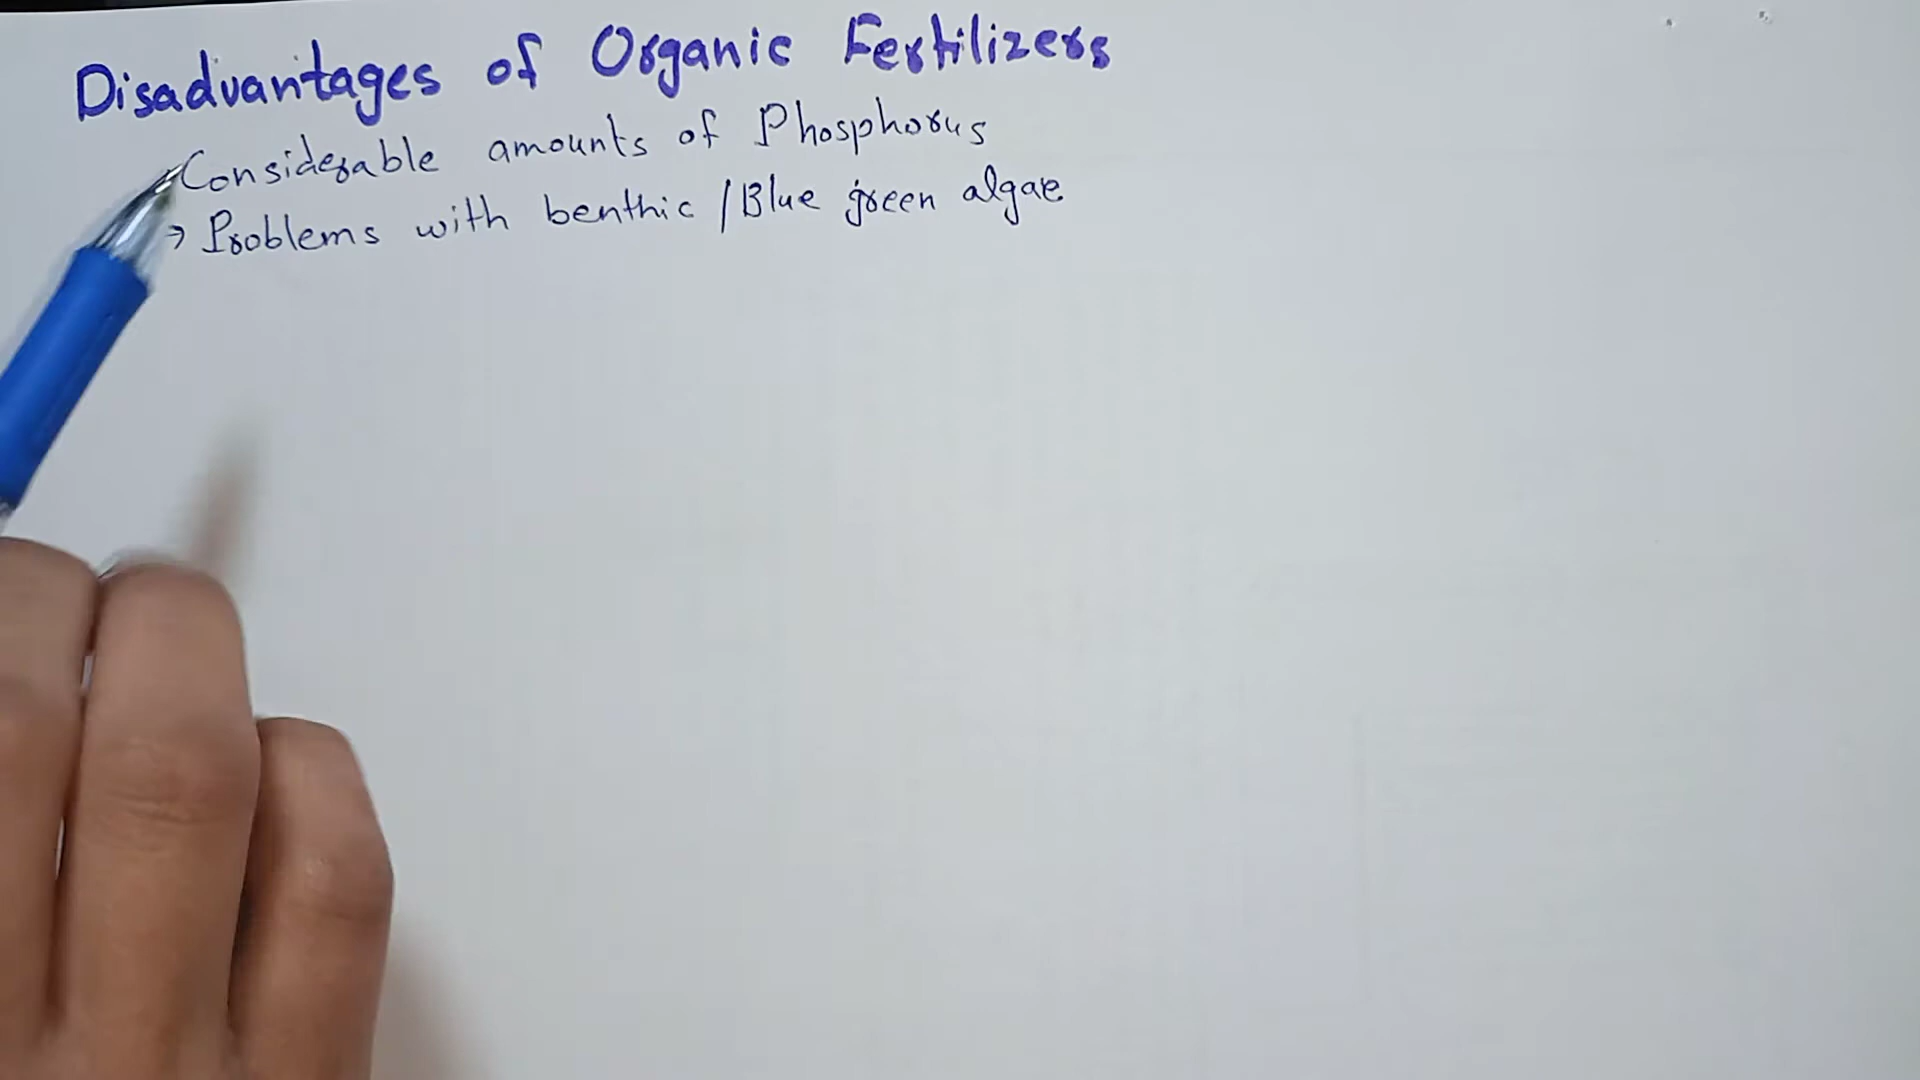 Disadvantages of Organic Fertilizers
Considerable amounts of Phosphorus
→ Problems with benthic /Blue green algae